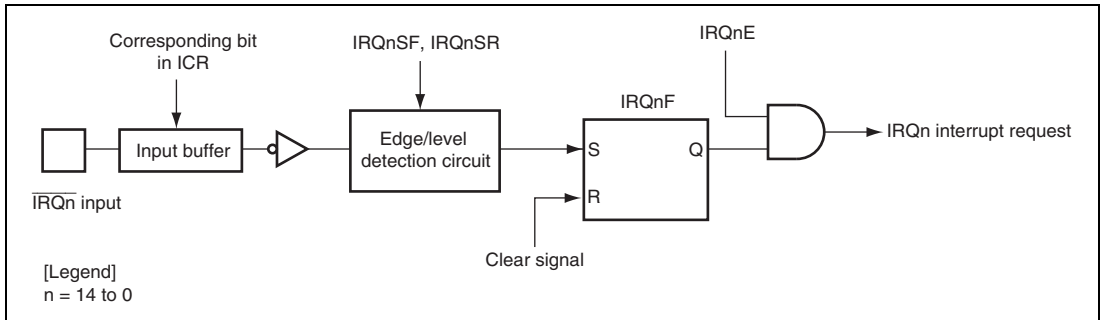 Corresponding bit
in ICR
IRQnSF, IRQnSR
IRQnE
IRQnF
Input buffer
Edge/level
detection circuit
S
Q
R
IRQn interrupt request
I̅R̅Q̅n̅ input
Clear signal
[Legend]
n = 14 to 0